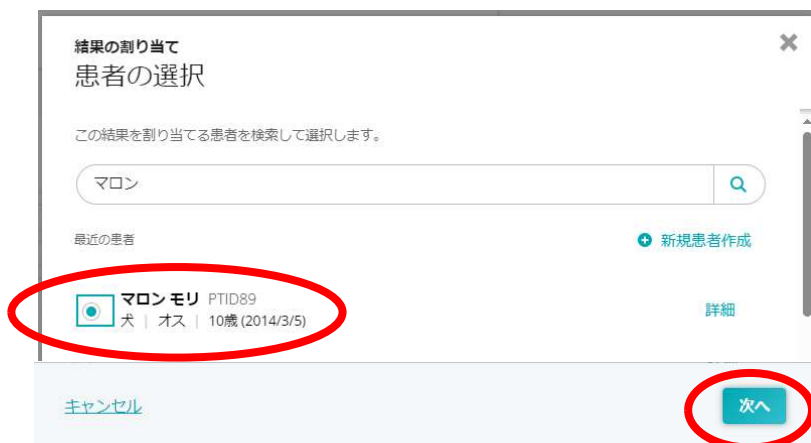 結果の割り当て
患者の選択
この結果を割り当てる患者を検索して選択します。
マロン
最近の患者
新規患者作成
マロン モリ PTID89
犬 | オス | 10歳 (2014/3/5)
詳細
キャンセル
次へ